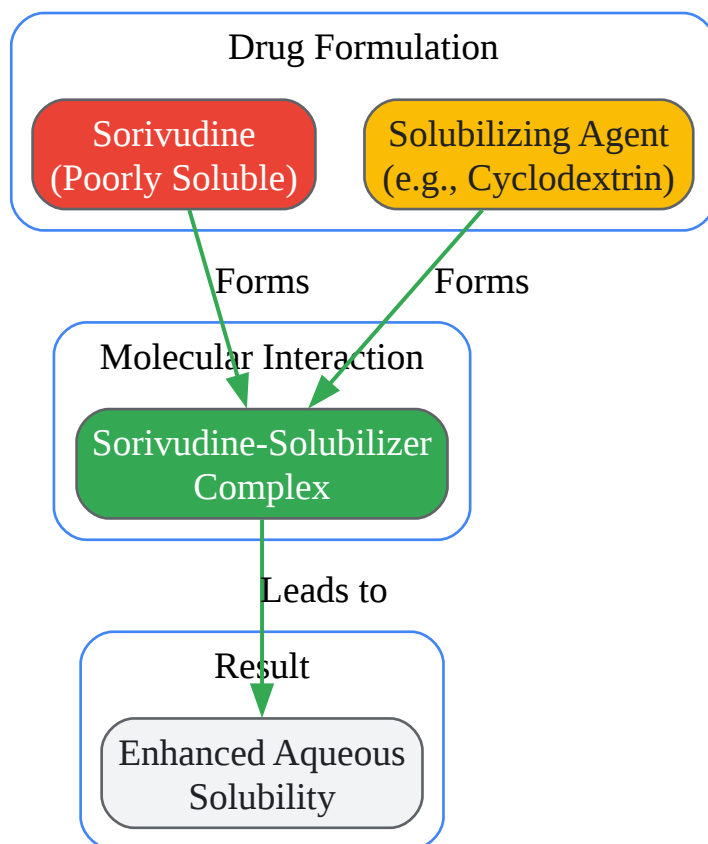 Drug Formulation
Sorivudine
(Poorly Soluble)
Solubilizing Agent
(e.g., Cyclodextrin)
Forms
Forms
Molecular Interaction
Sorivudine-Solubilizer
Complex
Leads to
Result
Enhanced Aqueous
Solubility